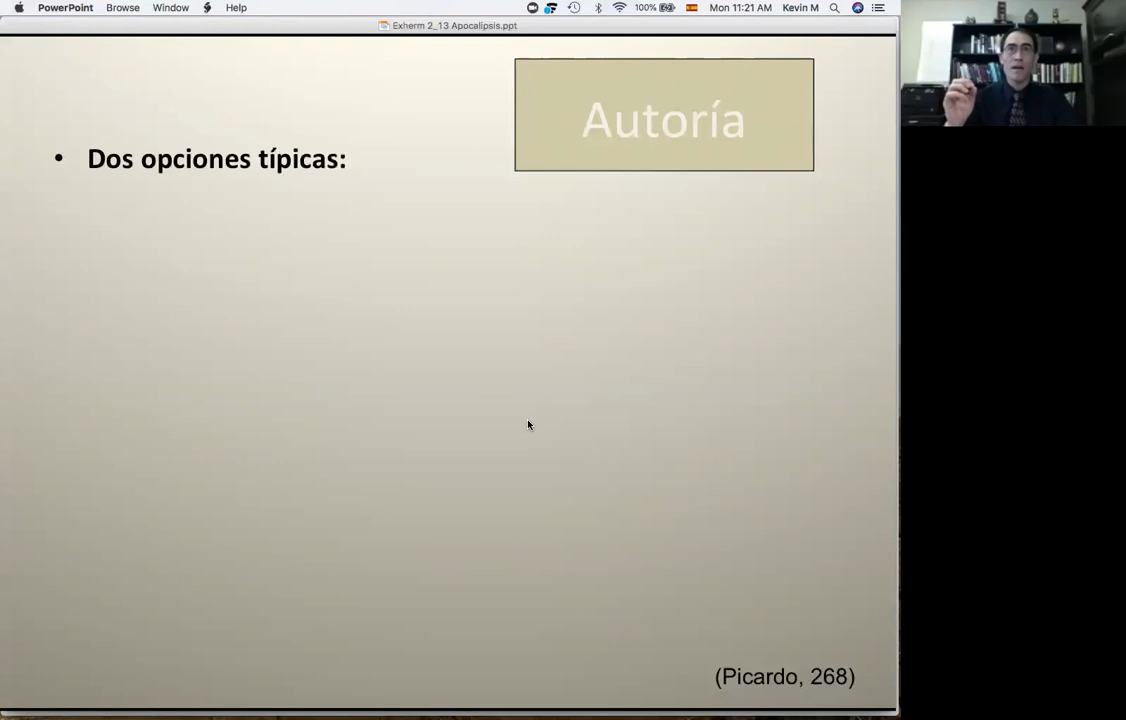 PowerPoint Browse Window Help 100% Mon 11:21 AM Kevin M
Exherm 2_13 Apocalipsis.ppt
Autoría
• Dos opciones típicas:
(Picardo, 268)